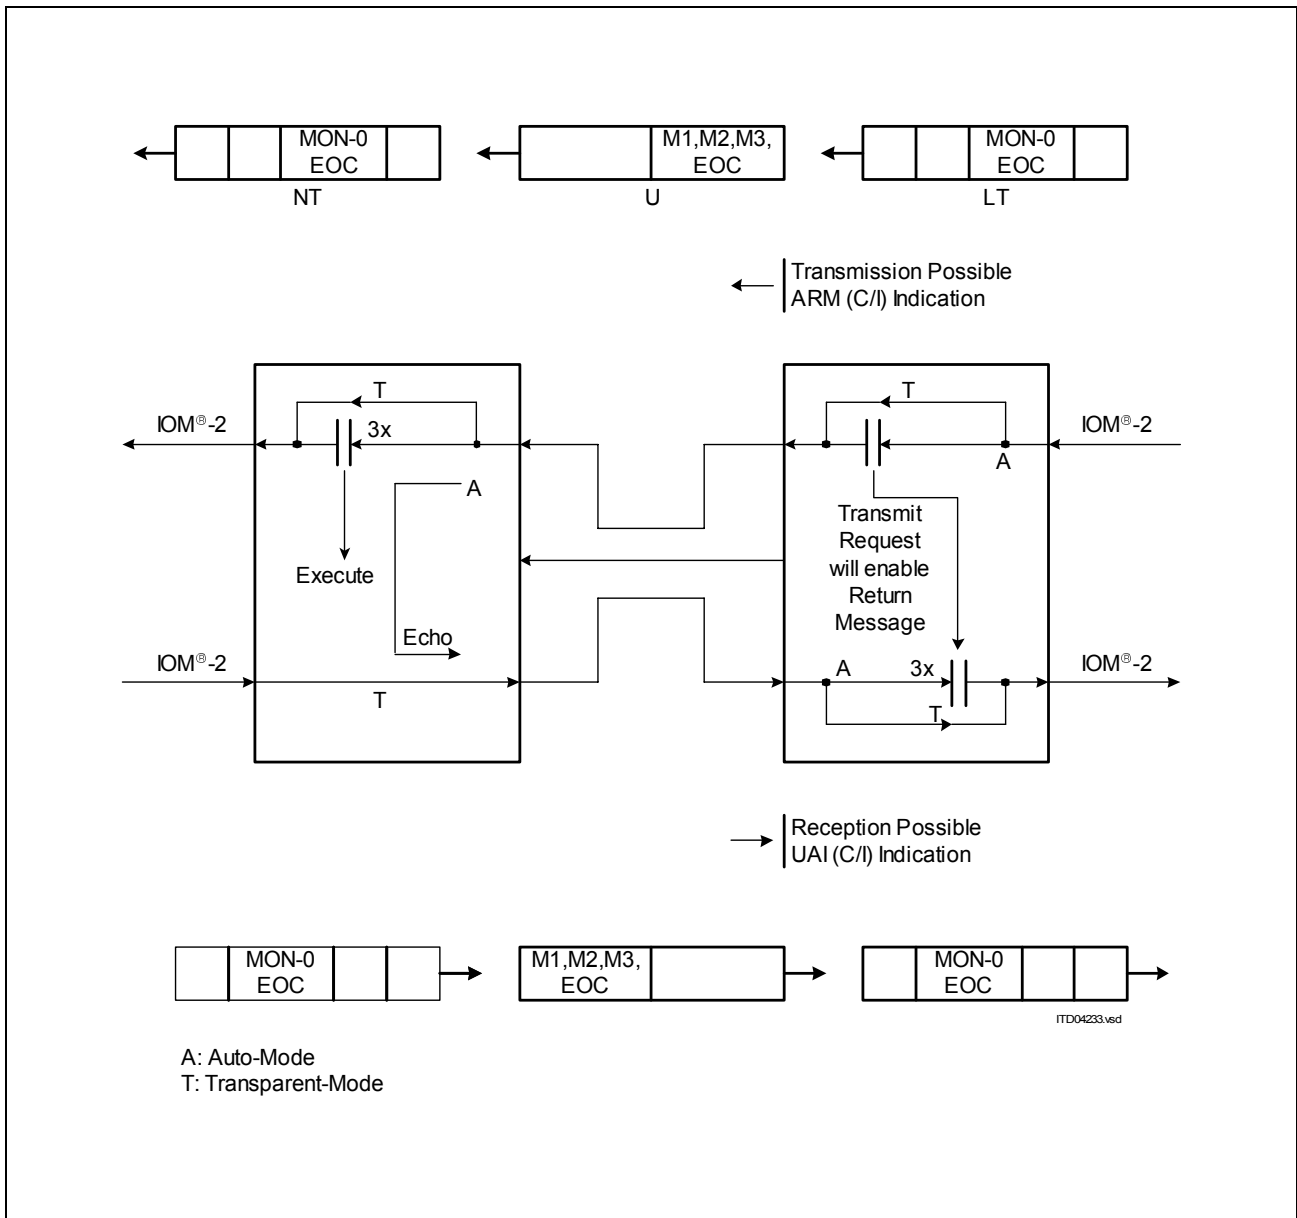 MON-0
EOC
M1,M2,M3,
EOC
MON-0
EOC
NT
U
LT
Transmission Possible
ARM (C/I) Indication
T
T
IOM®-2
3x
IOM®-2
A
A
Transmit
Request
will enable
Return
Message
Execute
Echo
IOM®-2
T
A
3x
T
IOM®-2
Reception Possible
UAI (C/I) Indication
MON-0
EOC
M1,M2,M3,
EOC
MON-0
EOC
ITD04233.vsd
A: Auto-Mode
T: Transparent-Mode